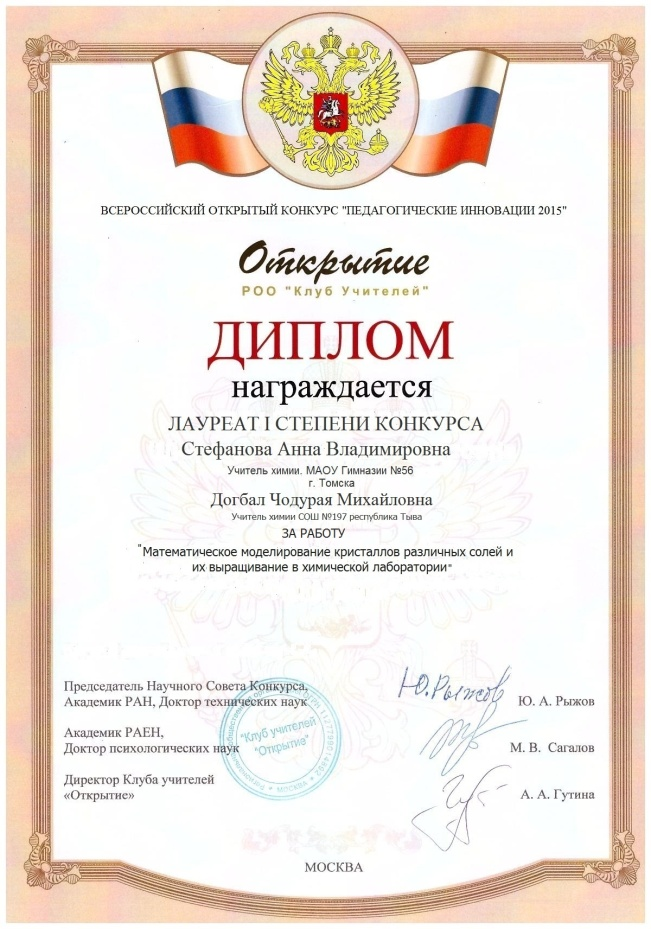 ВСЕРОССИЙСКИЙ ОТКРЫТЫЙ КОНКУРС "ПЕДАГОГИЧЕСКИЕ ИННОВАЦИИ 2015"
Открытие
РОО "Клуб Учителей"
ДИПЛОМ
награждается
ЛАУРЕАТ I СТЕПЕНИ КОНКУРСА
Стефанова Анна Владимировна
Учитель химии. МАОУ Гимназии №56
г. Томска
Догбал Чодурая Михайловна
Учитель химии СОШ №197 республика Тыва
ЗА РАБОТУ
"Математическое моделирование кристаллов различных солей и
их выращивание в химической лаборатории"
Председатель Научного Совета Конкурса,
Академик РАН, Доктор технических наук
Ю. Рыжов
Ю. А. Рыжов
Академик РАЕН,
Доктор психологических наук
М. В. Сагалов
"Клуб учителей
"Открытие"
МОСКВА
Директор Клуба учителей
«Открытие»
А. А. Гутина
МОСКВА